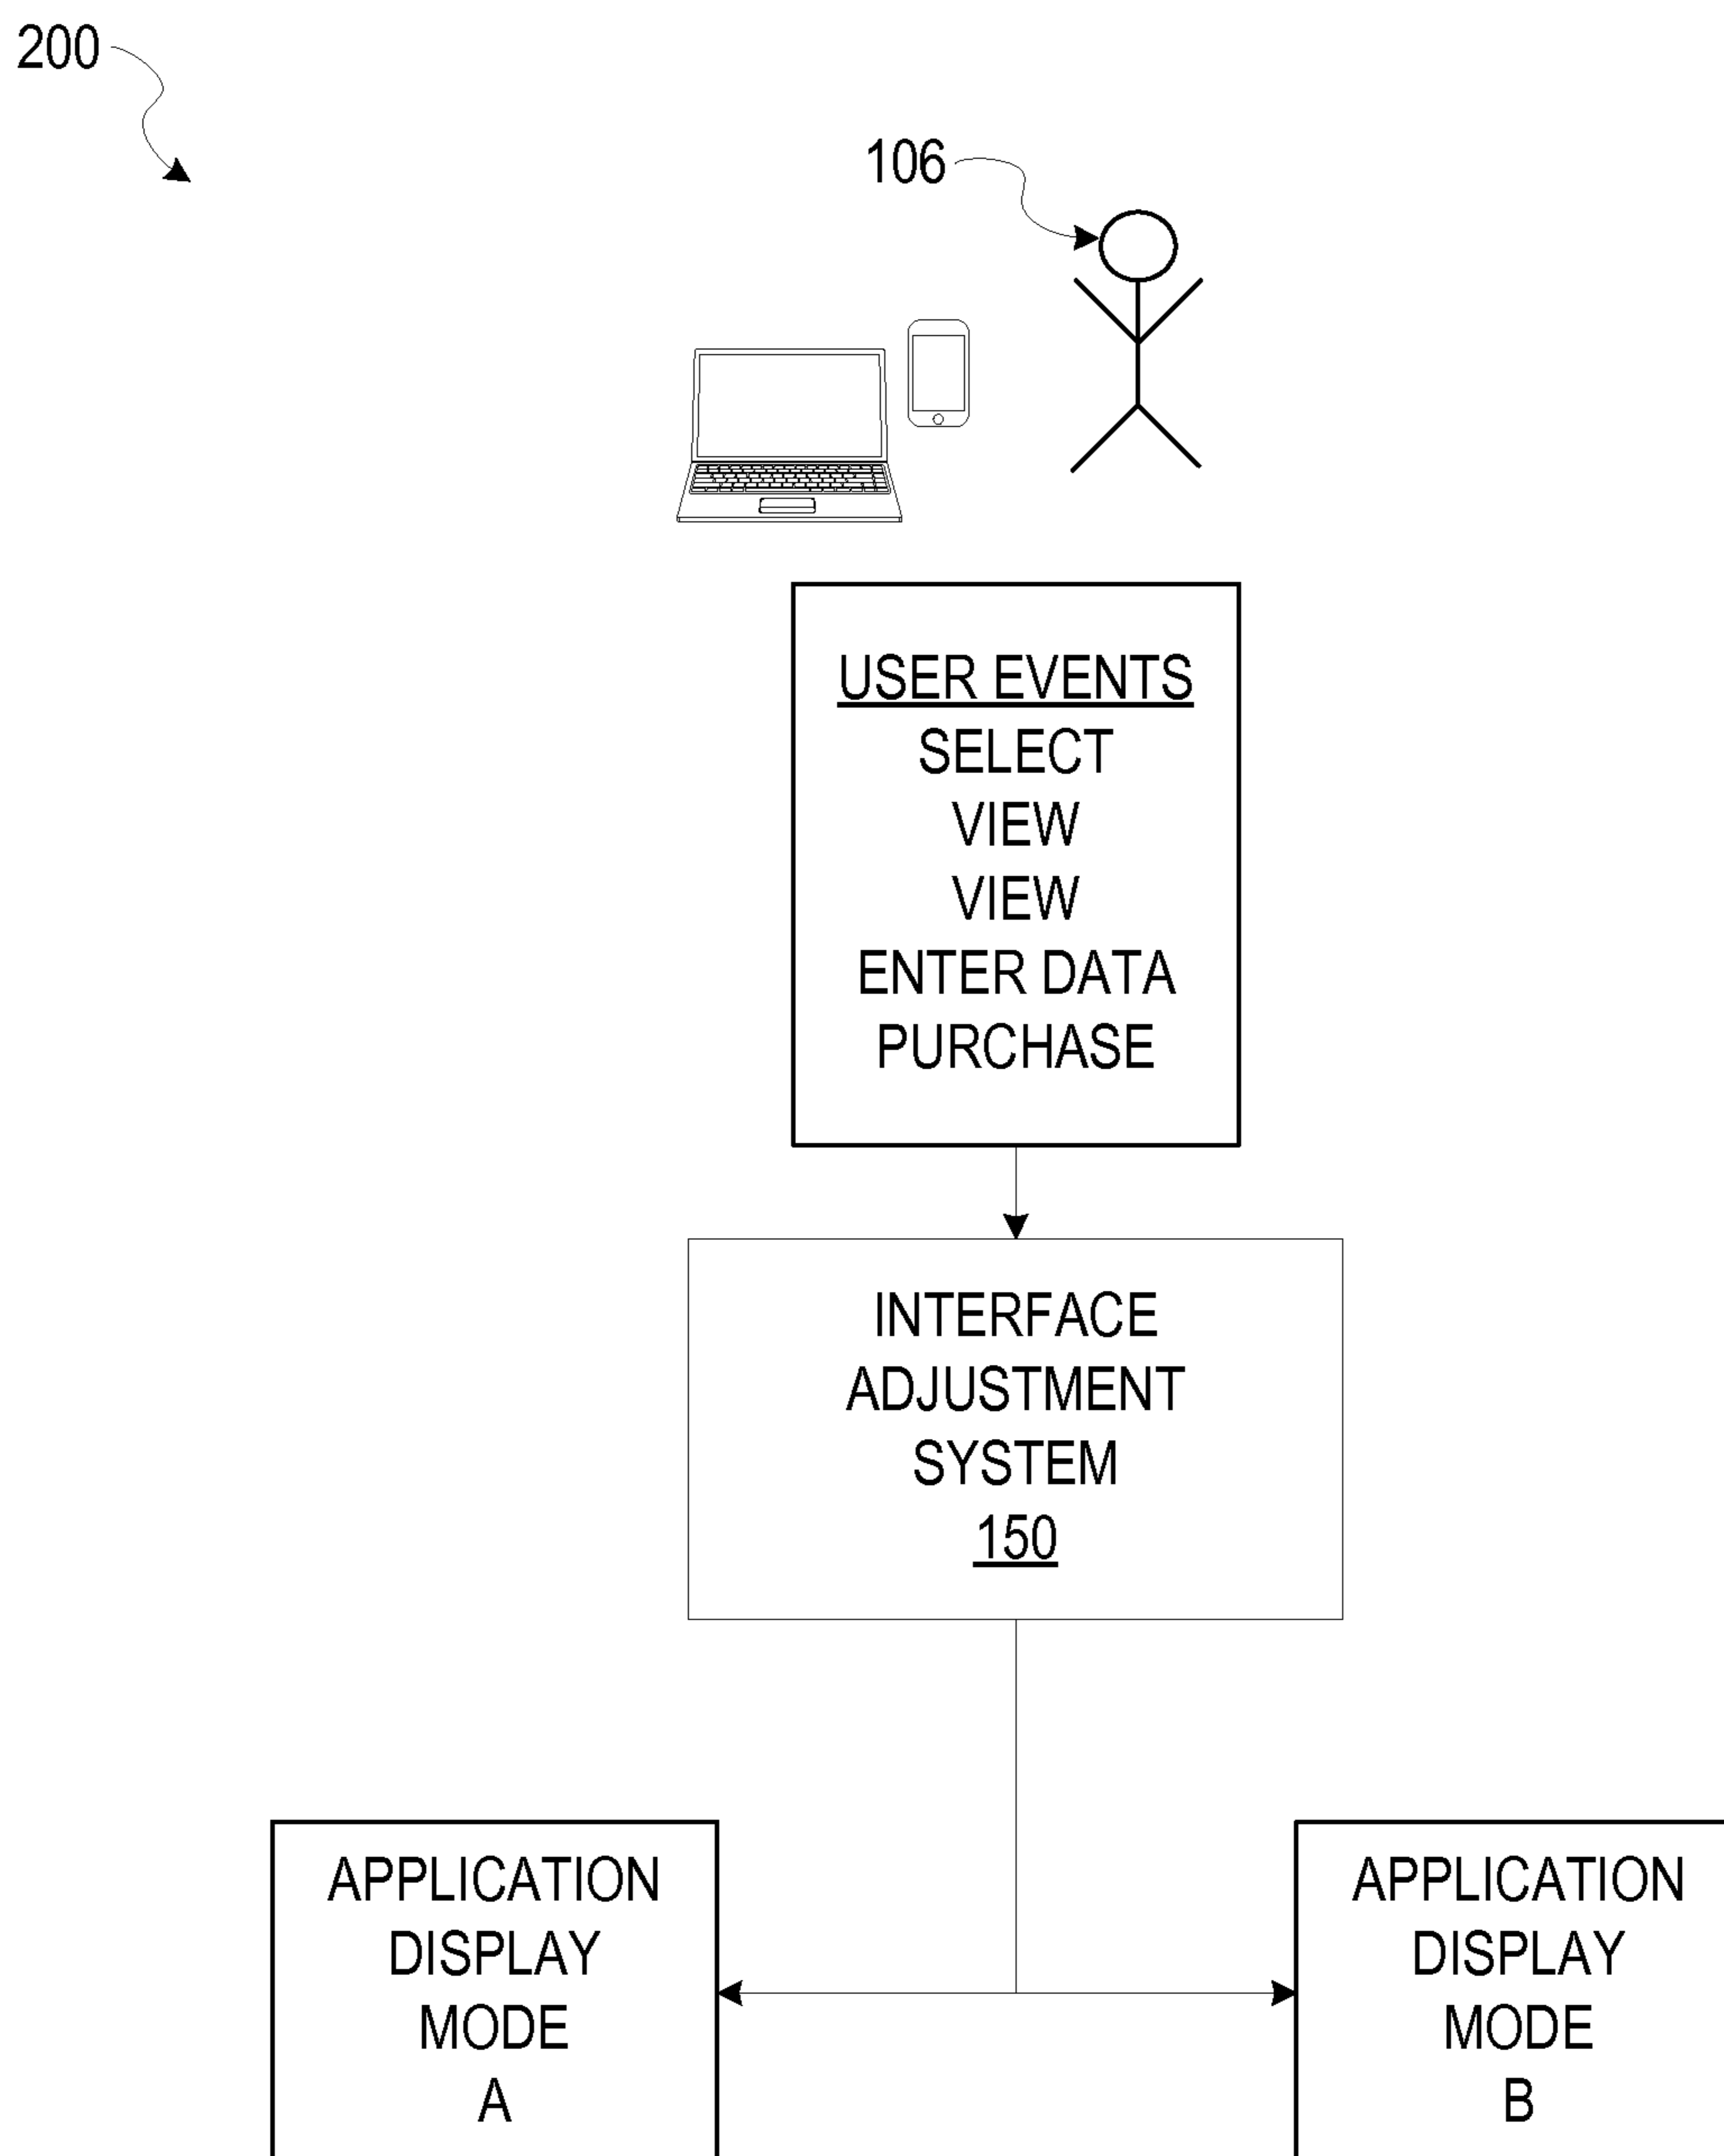 200
106
USER EVENTS
SELECT
VIEW
VIEW
ENTER DATA
PURCHASE
INTERFACE
ADJUSTMENT
SYSTEM
150
APPLICATION
DISPLAY
MODE
A
APPLICATION
DISPLAY
MODE
B